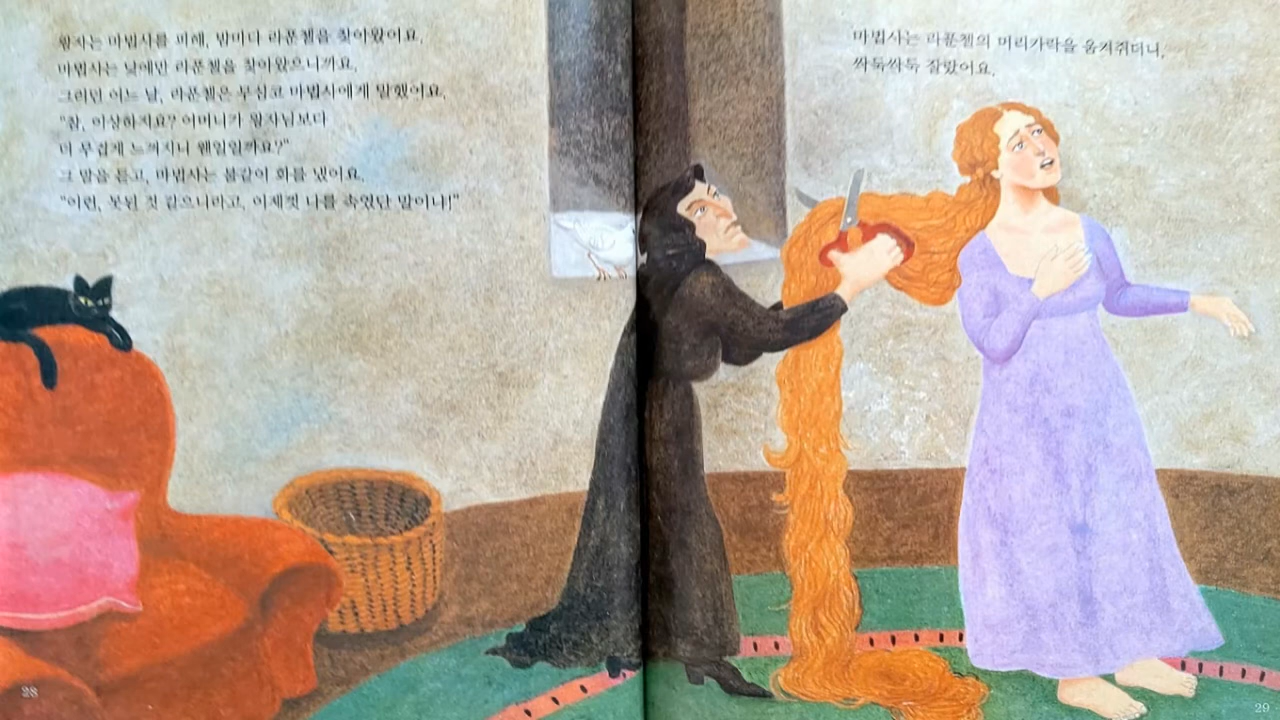 왕자는 마법사를 피해, 밤마다 라푼첼을 찾아왔어요.
마법사는 낮에만 라푼첼을 찾아왔으니까요.
그러던 어느 날, 라푼첼은 무심코 마법사에게 말했어요.
"참, 이상하지요? 어머니가 왕자님보다
더 무겁게 느껴지니 웬일일까요?"
그 말을 듣고, 마법사는 불같이 화를 냈어요.
"이런, 못된 것 같으니라고, 이제껏 나를 속였단 말이냐!"
28
마법사는 라푼첼의 머리가락을 움켜쥐더니,
싹둑싹둑 잘랐어요.
29